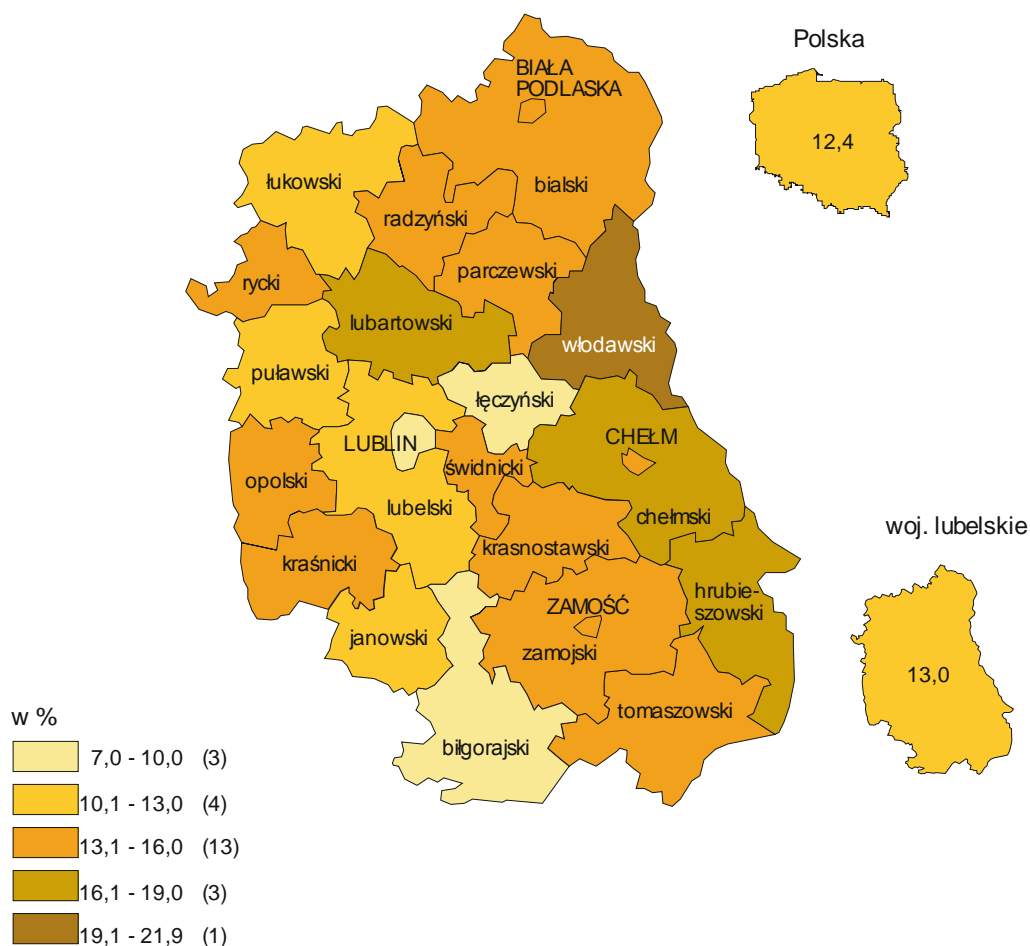 Polska
12,4
BIAŁA
PODLASKA
łukowski
bialski
radzyński
parczewski
rycki
lubartowski
włodawski
puławski
łęczyński
LUBLIN
CHEŁM
świdnicki
opolski
lubelski
chełmski
krasnostawski
woj. lubelskie
kraśnicki
hrubie-
szowski
ZAMOŚĆ
janowski
zamojski
13,0
tomaszowski
biłgorajski
w %
7,0 - 10,0 (3)
10,1 - 13,0 (4)
13,1 - 16,0 (13)
16,1 - 19,0 (3)
19,1 - 21,9 (1)